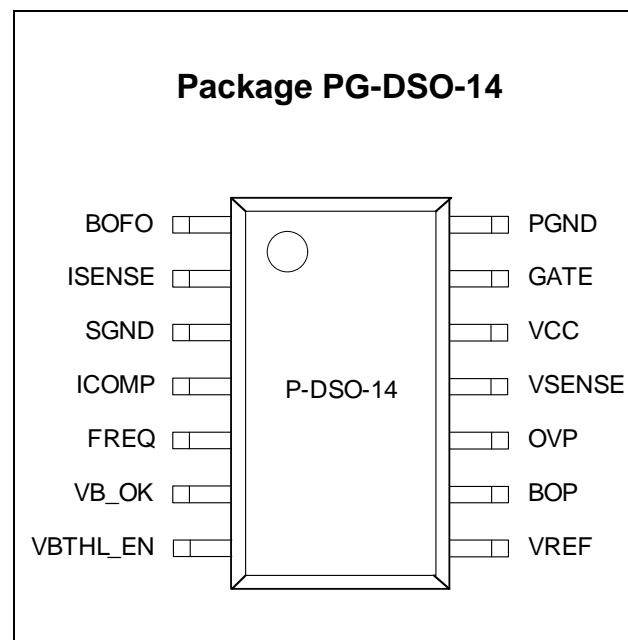 Package PG-DSO-14
BOFO PGND
ISENSE GATE
SGND VCC
ICOMP P-DSO-14 VSENSE
FREQ OVP
VB_OK BOP
VBTHL_EN VREF